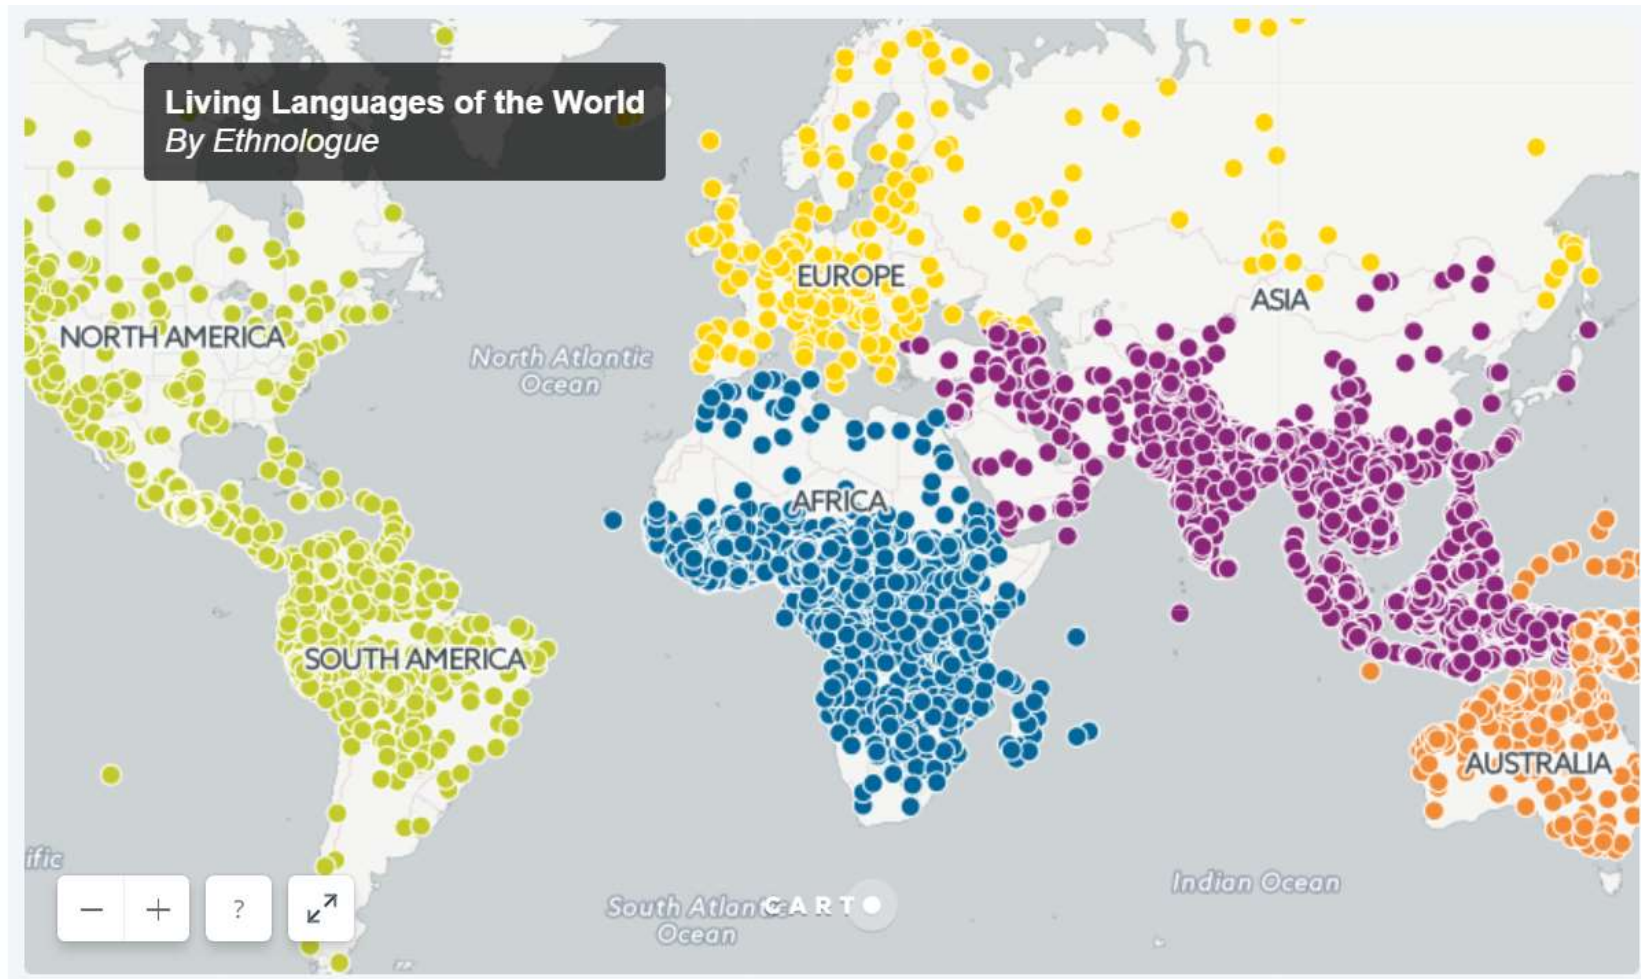 Living Languages of the World
By Ethnologue
EUROPE
ASIA
NORTH AMERICA
North Atlantic
Ocean
AFRICA
SOUTH AMERICA
AUSTRALIA
ific
Indian Ocean
South Atlan
Ocean
CARTO
− + ?